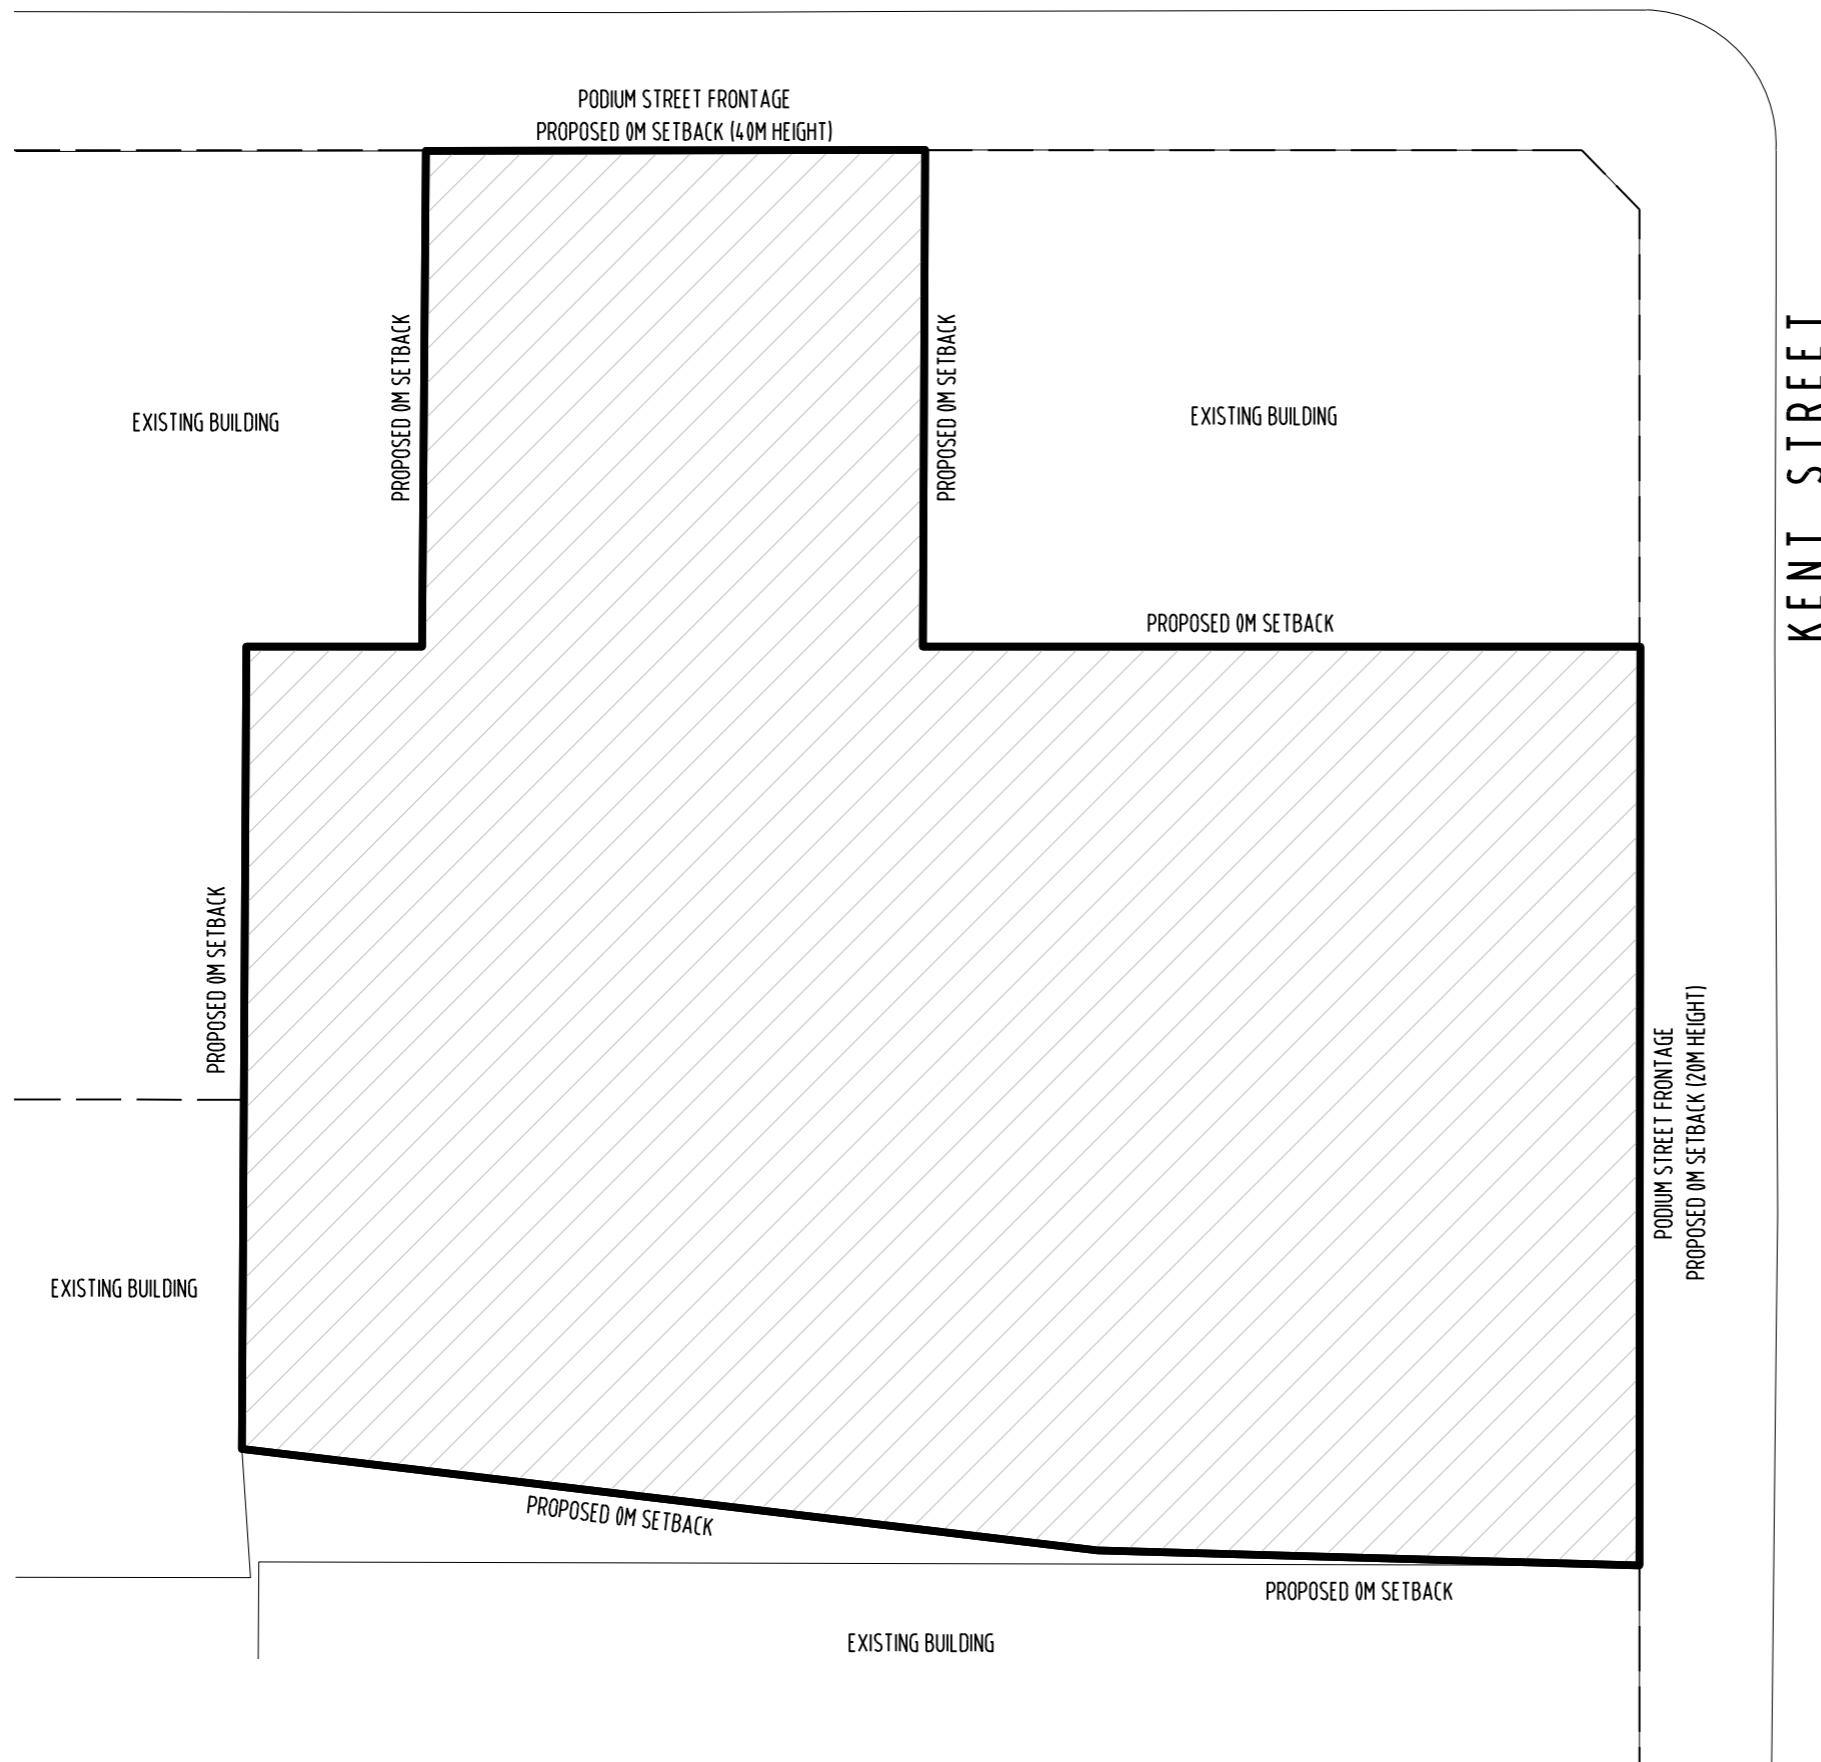 PODIUM STREET FRONTAGE
PROPOSED 0M SETBACK (40M HEIGHT)
PROPOSED 0M SETBACK
PROPOSED 0M SETBACK
KENT STREET
EXISTING BUILDING
EXISTING BUILDING
PROPOSED 0M SETBACK
PROPOSED 0M SETBACK
PODIUM STREET FRONTAGE
PROPOSED 0M SETBACK (20M HEIGHT)
EXISTING BUILDING
PROPOSED 0M SETBACK
PROPOSED 0M SETBACK
EXISTING BUILDING